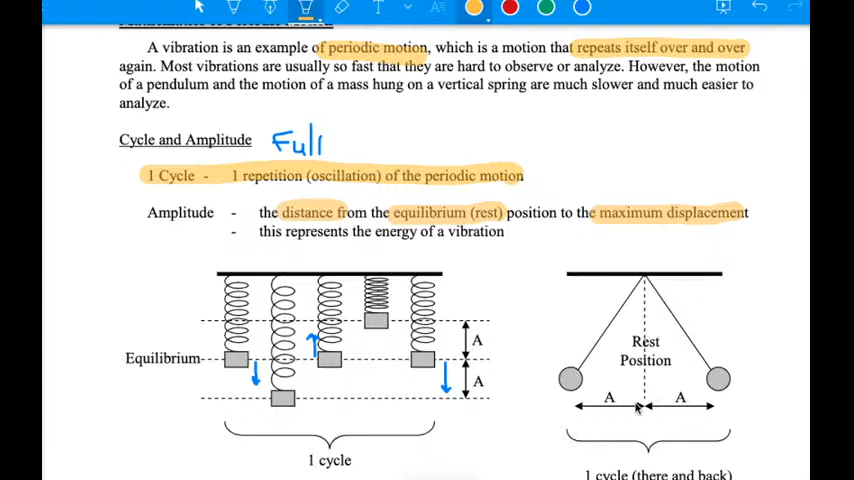 A vibration is an example of periodic motion, which is a motion that repeats itself over and over
again. Most vibrations are usually so fast that they are hard to observe or analyze. However, the motion
of a pendulum and the motion of a mass hung on a vertical spring are much slower and much easier to
analyze.
Cycle and Amplitude Full
1 Cycle - 1 repetition (oscillation) of the periodic motion
Amplitude - the distance from the equilibrium (rest) position to the maximum displacement
- this represents the energy of a vibration
Equilibrium
A
A
1 cycle
Rest
Position
A A
1 cycle (there and back)